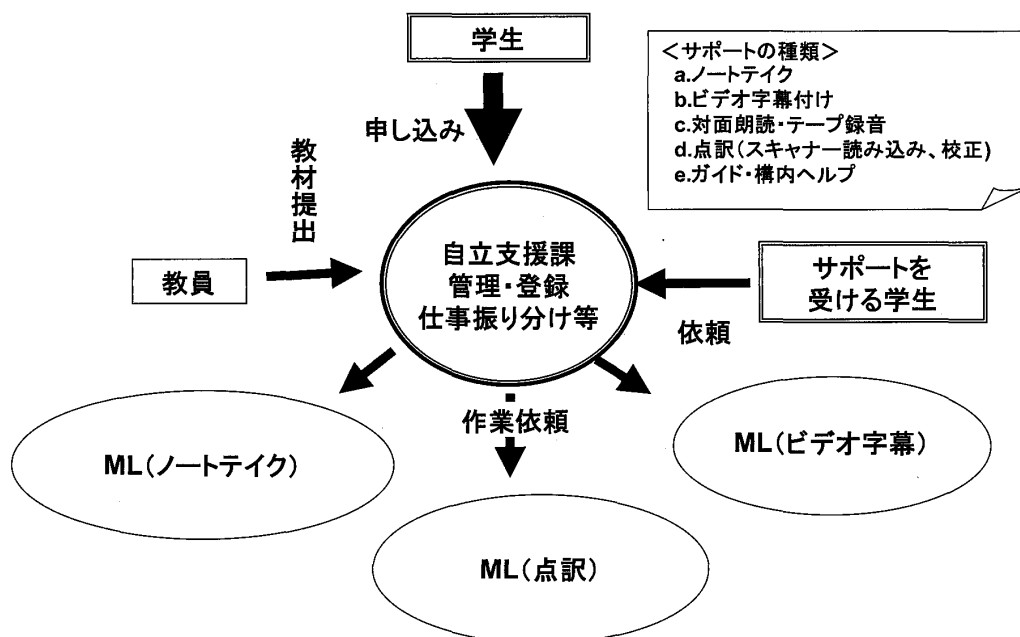 学生
<サポートの種類>
a.ノートテイク
b.ビデオ字幕付け
c.対面朗読・テープ録音
d.点訳(スキャナー読み込み、校正)
e.ガイド・構内ヘルプ
申し込み
教材提出
教員
自立支援課
管理・登録
仕事振り分け等
サポートを
受ける学生
依頼
作業依頼
ML(ノートテイク)
ML(ビデオ字幕)
ML(点訳)